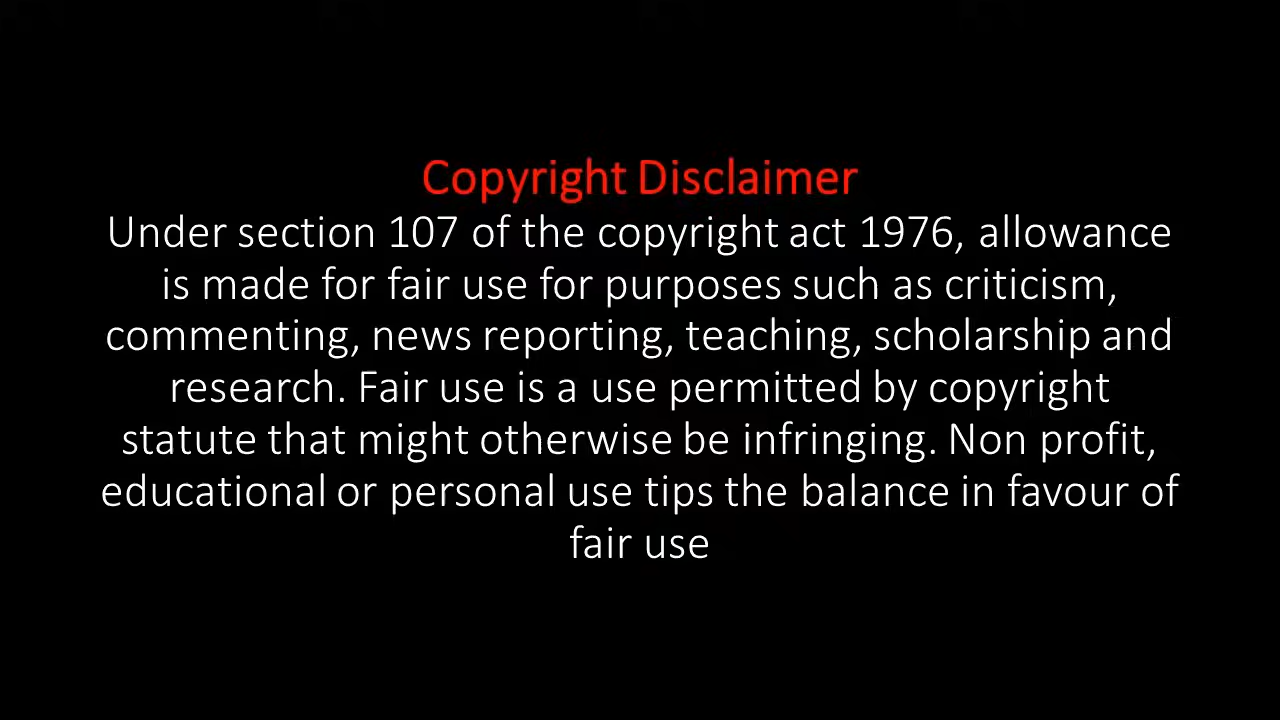 Copyright Disclaimer
Under section 107 of the copyright act 1976, allowance
is made for fair use for purposes such as criticism,
commenting, news reporting, teaching, scholarship and
research. Fair use is a use permitted by copyright
statute that might otherwise be infringing. Non profit,
educational or personal use tips the balance in favour of
fair use